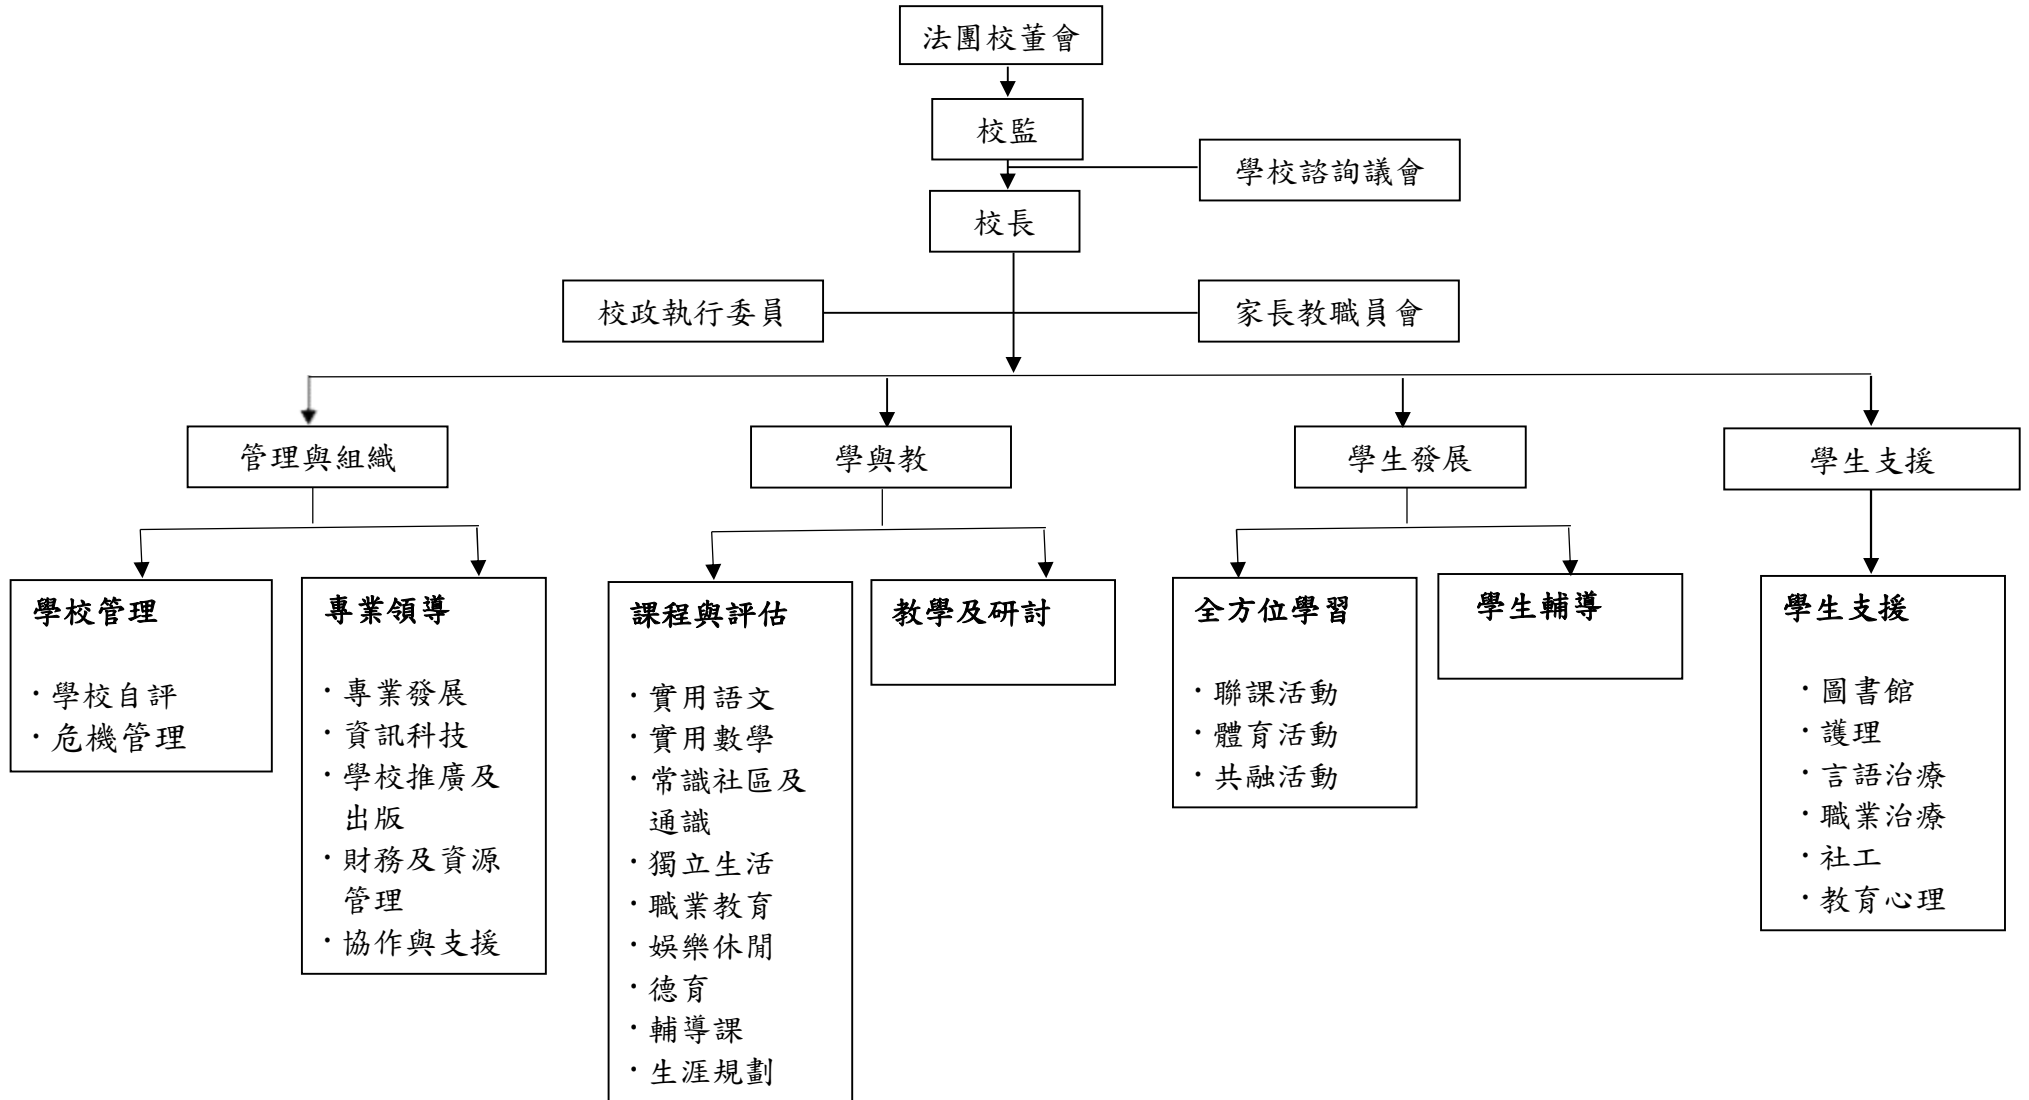 法團校董會
校監
學校諮詢議會
校長
校政執行委員
家長教職員會
管理與組織
學與教
學生發展
學生支援
學校管理
‧學校自評
‧危機管理
專業領導
‧專業發展
‧資訊科技
‧學校推廣及
出版
‧財務及資源
管理
‧協作與支援
課程與評估
‧實用語文
‧實用數學
‧常識社區及
通識
‧獨立生活
‧職業教育
‧娛樂休閒
‧德育
‧輔導課
‧生涯規劃
教學及研討
全方位學習
‧聯課活動
‧體育活動
‧共融活動
學生輔導
學生支援
‧圖書館
‧護理
‧言語治療
‧職業治療
‧社工
‧教育心理